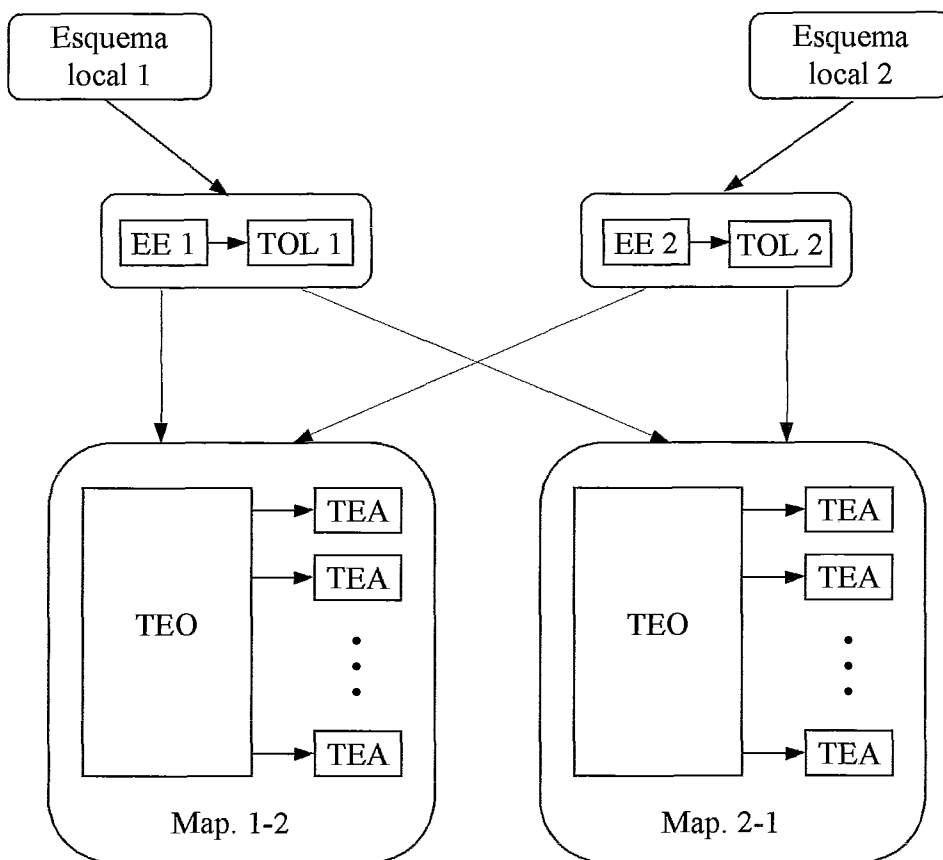 Esquema
local 1
Esquema
local 2
EE 1
TOL 1
EE 2
TOL 2
TEO
TEA
TEA
TEA
Map. 1-2
TEO
TEA
TEA
TEA
Map. 2-1